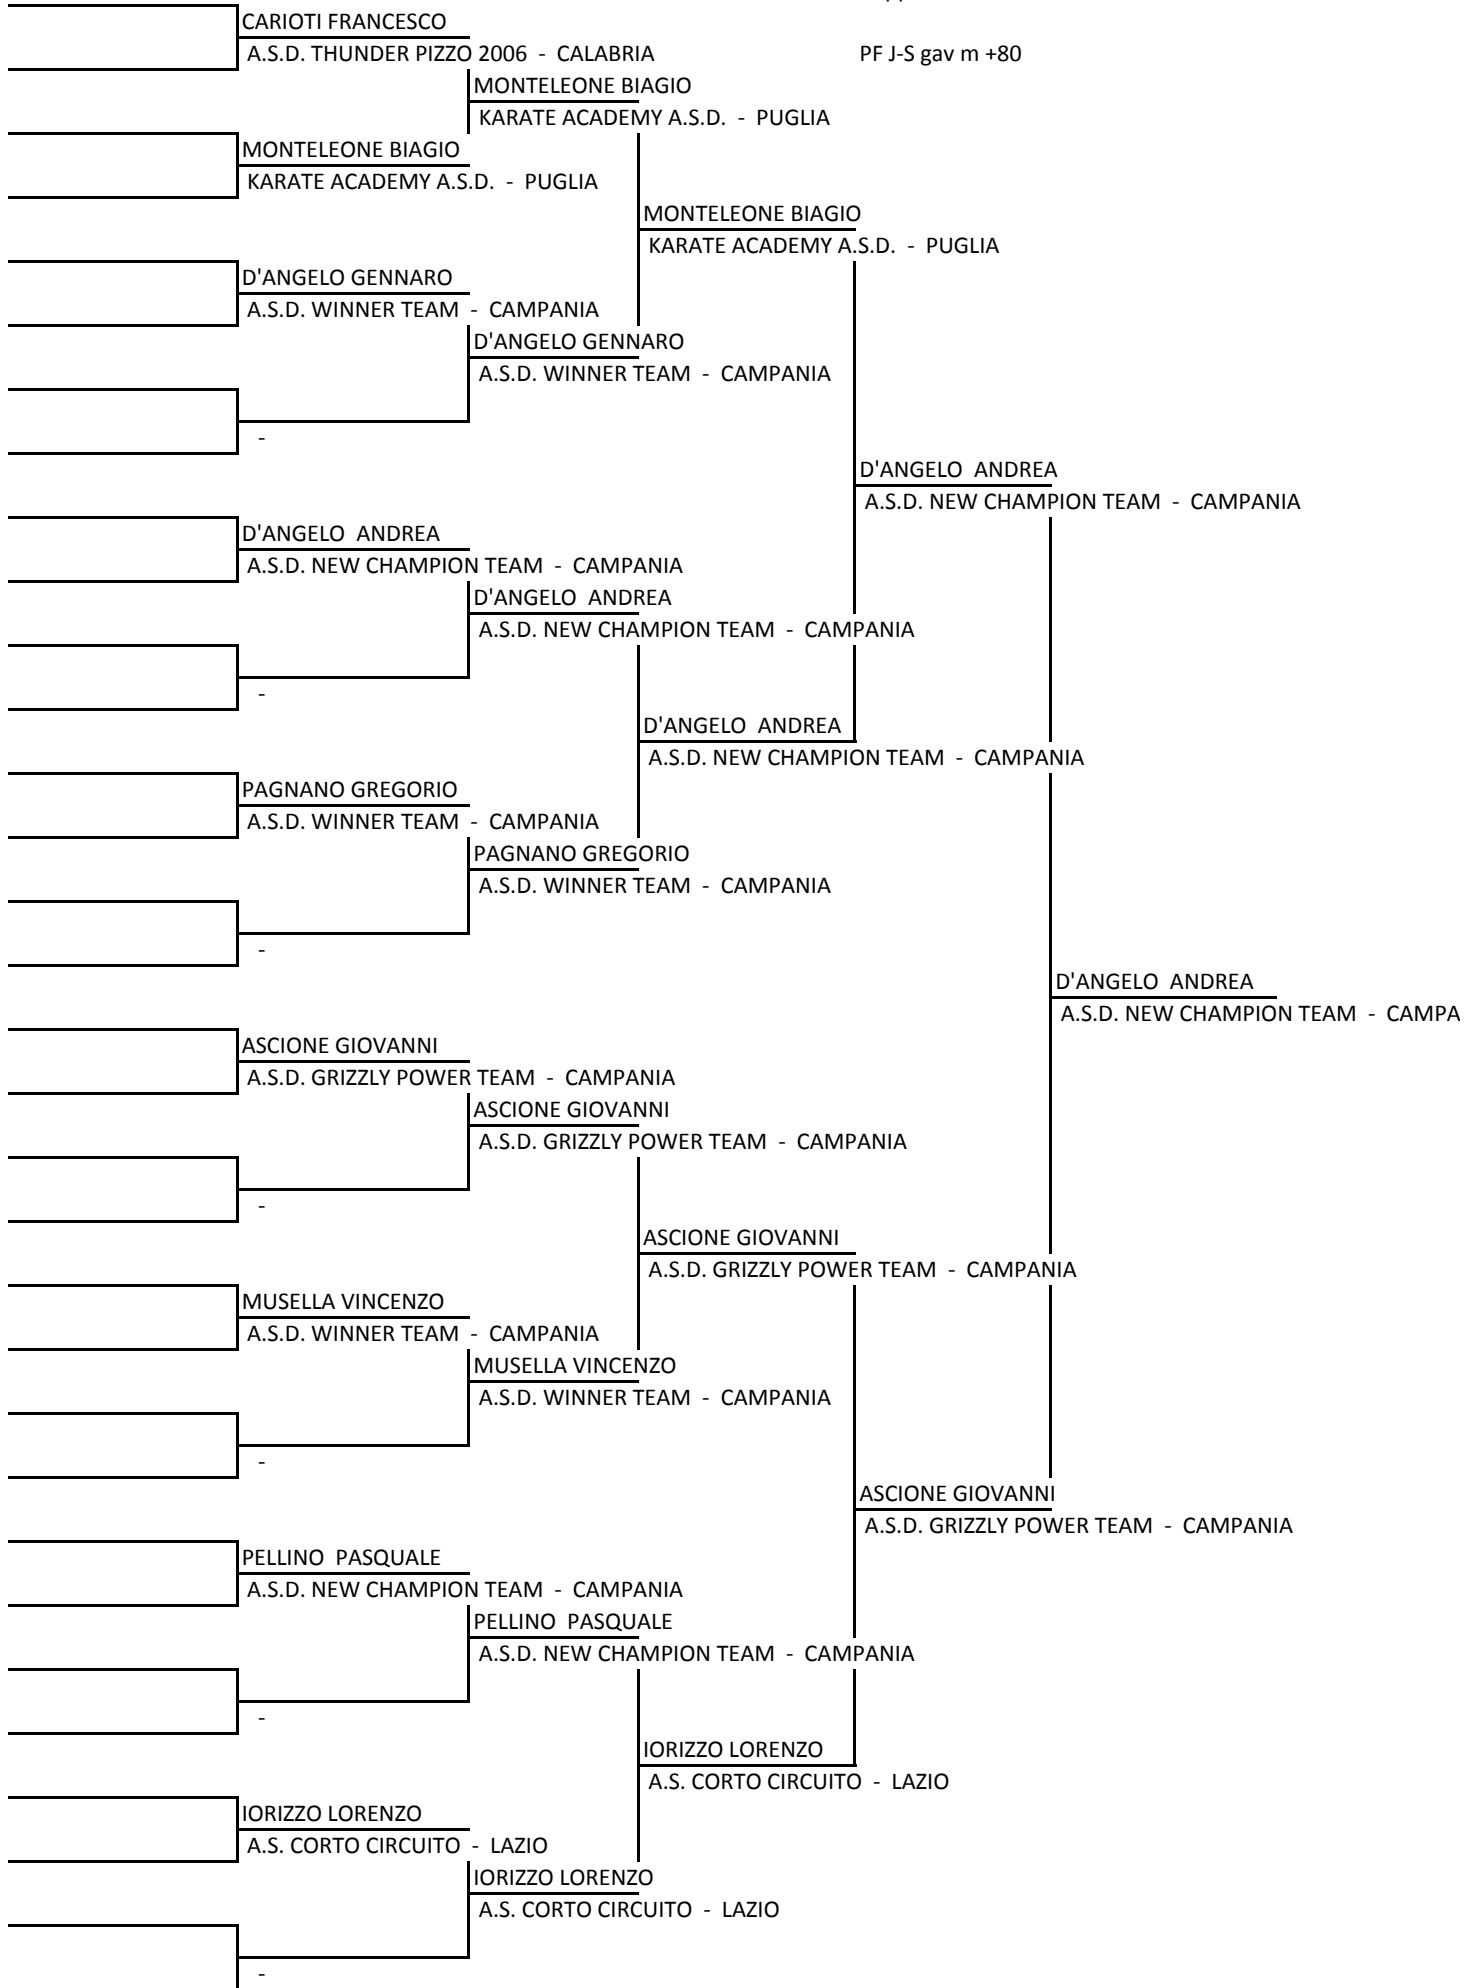 CARIOTI FRANCESCO
A.S.D. THUNDER PIZZO 2006 - CALABRIA
PF J-S gav m +80
MONTELEONE BIAGIO
KARATE ACADEMY A.S.D. - PUGLIA
MONTELEONE BIAGIO
KARATE ACADEMY A.S.D. - PUGLIA
MONTELEONE BIAGIO
KARATE ACADEMY A.S.D. - PUGLIA
D'ANGELO GENNARO
A.S.D. WINNER TEAM - CAMPANIA
D'ANGELO GENNARO
A.S.D. WINNER TEAM - CAMPANIA
-
D'ANGELO ANDREA
A.S.D. NEW CHAMPION TEAM - CAMPANIA
D'ANGELO ANDREA
A.S.D. NEW CHAMPION TEAM - CAMPANIA
D'ANGELO ANDREA
A.S.D. NEW CHAMPION TEAM - CAMPANIA
-
D'ANGELO ANDREA
A.S.D. NEW CHAMPION TEAM - CAMPANIA
PAGNANO GREGORIO
A.S.D. WINNER TEAM - CAMPANIA
PAGNANO GREGORIO
A.S.D. WINNER TEAM - CAMPANIA
-
D'ANGELO ANDREA
A.S.D. NEW CHAMPION TEAM - CAMPA
ASCIONE GIOVANNI
A.S.D. GRIZZLY POWER TEAM - CAMPANIA
ASCIONE GIOVANNI
A.S.D. GRIZZLY POWER TEAM - CAMPANIA
-
ASCIONE GIOVANNI
A.S.D. GRIZZLY POWER TEAM - CAMPANIA
MUSELLA VINCENZO
A.S.D. WINNER TEAM - CAMPANIA
MUSELLA VINCENZO
A.S.D. WINNER TEAM - CAMPANIA
-
ASCIONE GIOVANNI
A.S.D. GRIZZLY POWER TEAM - CAMPANIA
PELLINO PASQUALE
A.S.D. NEW CHAMPION TEAM - CAMPANIA
PELLINO PASQUALE
A.S.D. NEW CHAMPION TEAM - CAMPANIA
-
IORIZZO LORENZO
A.S. CORTO CIRCUITO - LAZIO
IORIZZO LORENZO
A.S. CORTO CIRCUITO - LAZIO
IORIZZO LORENZO
A.S. CORTO CIRCUITO - LAZIO
-